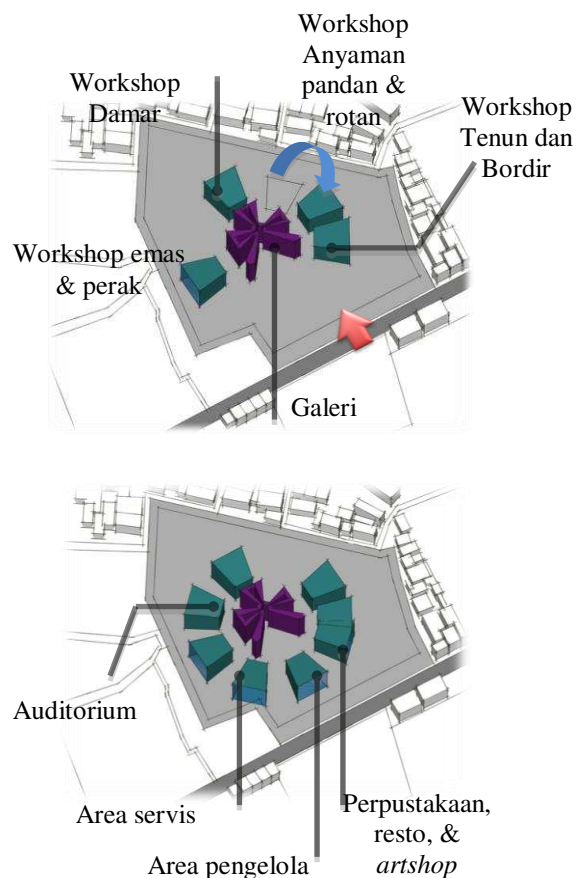 Workshop
Damar
Workshop
Anyaman
pandan &
rotan
Workshop
Tenun dan
Bordir
Workshop emas
& perak
Galeri
Auditorium
Area servis
Area pengelola
Perpustakaan,
resto, &
artshop